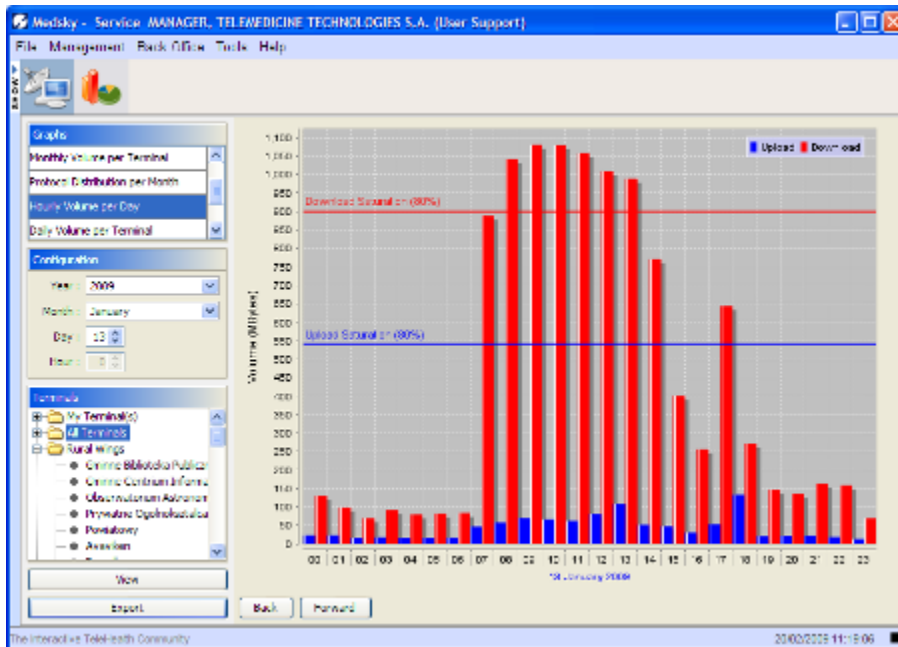 Medsky - Service MANAGER, TELEMEDICINE TECHNOLOGIES S.A. (User Support)
File Management Back Office Tools Help
Graphs
Monthly Volume per Terminal
Protocol Distribution per Month
Hourly Volume per Day
Daily Volume per Terminal
Configuration
Year : 2009
Month : January
Day : 13
Hour : 0
Terminals
My Terminal(s)
All Terminals
Rural Wings
Gminne Biblioteka Publicz
Gminne Centrum Informa
Obserwatorium Astronom
Prywatne Ogolnoksztalca
Powiatowy
View
Export
Volume (MBytes)
1,100
1,050
1,000
950
900
850
800
750
700
650
600
550
500
450
400
350
300
250
200
150
100
50
0
Upload Download
Download Saturation (80%)
Upload Saturation (80%)
00 01 02 03 04 05 06 07 08 09 10 11 12 13 14 15 16 17 18 19 20 21 22 23
13 January 2009
Back Forward
The Interactive TeleHealth Community
20/02/2009 11:19:06